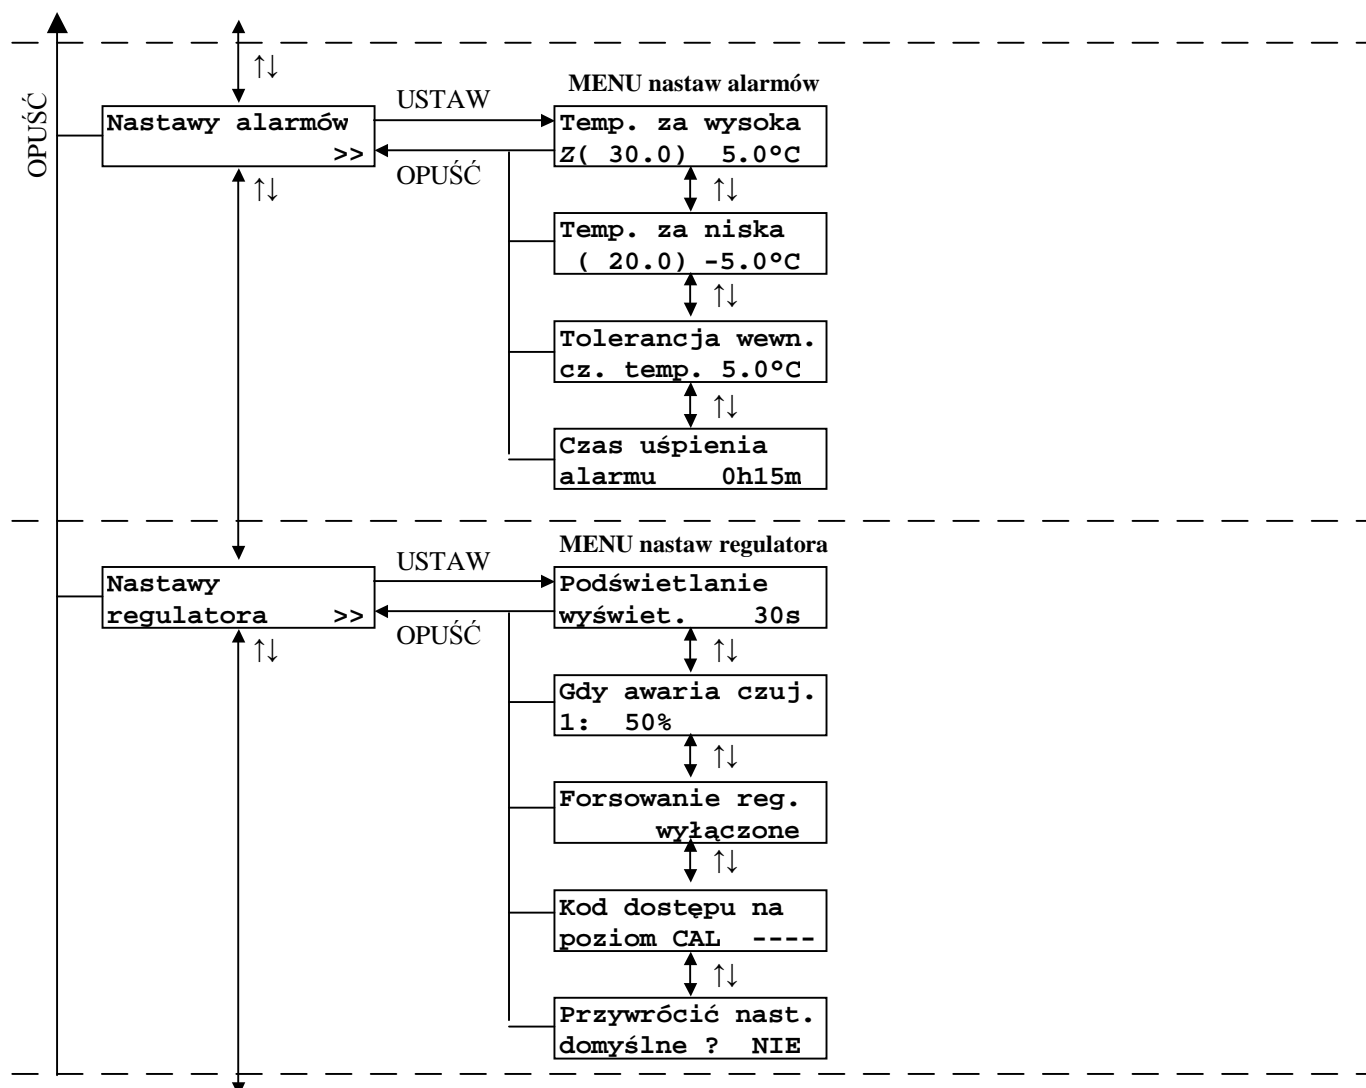 OPUŚĆ
↑↓
Nastawy alarmów
>>
↑↓
USTAW
OPUŚĆ
MENU nastaw alarmów
Temp. za wysoka
Z( 30.0) 5.0°C
↑↓
Temp. za niska
( 20.0) -5.0°C
↑↓
Tolerancja wewn.
cz. temp. 5.0°C
↑↓
Czas uśpienia
alarmu 0h15m
Nastawy
regulatora >>
↑↓
USTAW
OPUŚĆ
MENU nastaw regulatora
Podświetlanie
wyświet. 30s
↑↓
Gdy awaria czuj.
1: 50%
↑↓
Forsowanie reg.
wyłączone
↑↓
Kod dostępu na
poziom CAL ----
↑↓
Przywrócić nast.
domyślne ? NIE